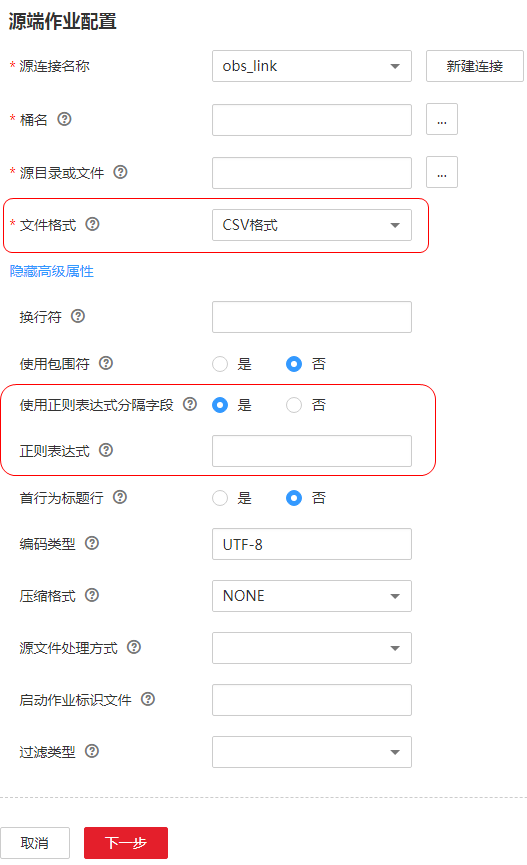 源端作业配置
* 源连接名称 obs_link 新建连接
* 桶名 ? ...
* 源目录或文件 ? ...
* 文件格式 ? CSV格式
隐藏高级属性
换行符 ?
使用包围符 ? 是 否
使用正则表达式分隔字段 ? 是 否
正则表达式 ?
首行为标题行 ? 是 否
编码类型 ? UTF-8
压缩格式 ? NONE
源文件处理方式 ?
启动作业标识文件 ?
过滤类型 ?
取消 下一步